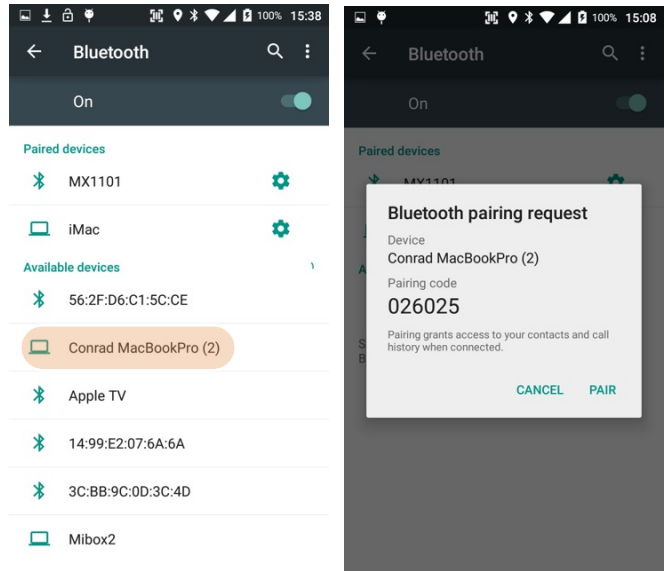 100% 15:38
Bluetooth
On
Paired devices
MX1101
iMac
Available devices
56:2F:D6:C1:5C:CE
Conrad MacBookPro (2)
Apple TV
14:99:E2:07:6A:6A
3C:BB:9C:0D:3C:4D
Mibox2
100% 15:08
Bluetooth
On
Paired devices
MX1101
A
S
B
Bluetooth pairing request
Device
Conrad MacBookPro (2)
Pairing code
026025
Pairing grants access to your contacts and call
history when connected.
CANCEL PAIR